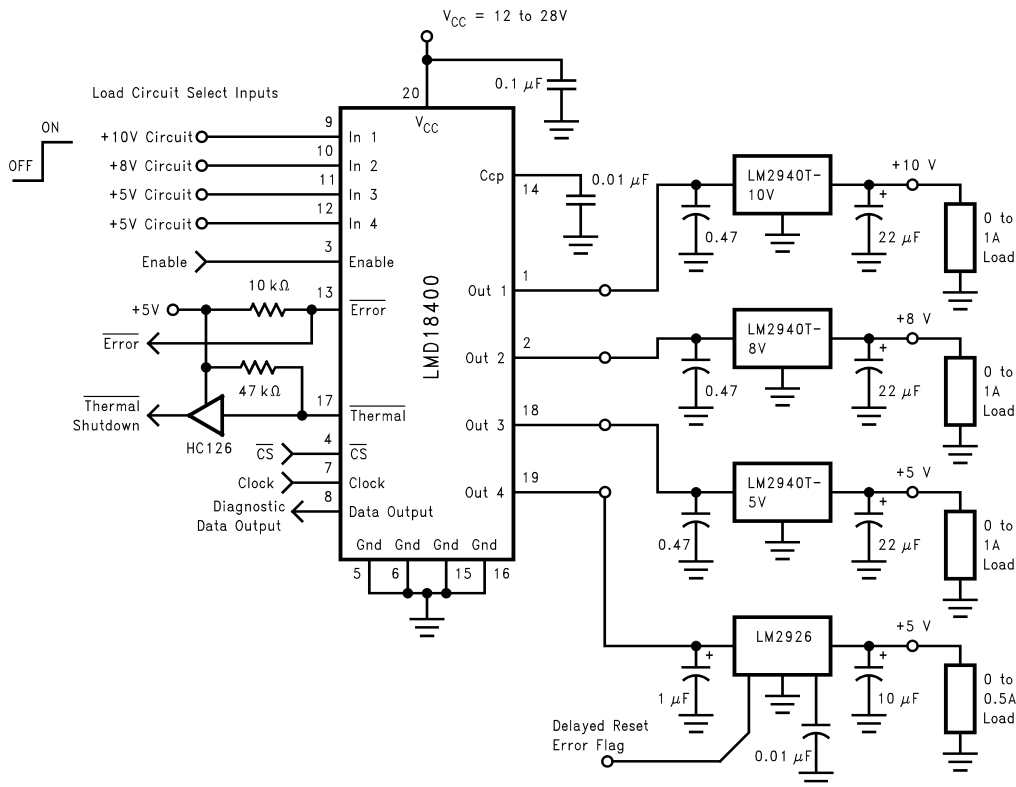 V_CC = 12 to 28V
0.1 μF
Load Circuit Select Inputs
20
V_CC
ON
OFF
+10V Circuit
9
In 1
+8V Circuit
10
In 2
+5V Circuit
11
In 3
+5V Circuit
12
In 4
Enable
3
Enable
10 kΩ
+5V
13
Error
Error
47 kΩ
Thermal
Shutdown
HC126
17
Thermal
CS
4
CS
Clock
7
Clock
Diagnostic
Data Output
8
Data Output
LMD18400
Ccp
14
0.01 μF
Out 1
1
Out 2
2
Out 3
18
Out 4
19
Gnd Gnd Gnd Gnd
5 6 15 16
LM2940T-
10V
0.47
+10 V
+
22 μF
0 to
1A
Load
LM2940T-
8V
0.47
+8 V
+
22 μF
0 to
1A
Load
LM2940T-
5V
0.47
+5 V
+
22 μF
0 to
1A
Load
LM2926
+
1 μF
+5 V
+
10 μF
0 to
0.5A
Load
Delayed Reset
Error Flag
0.01 μF